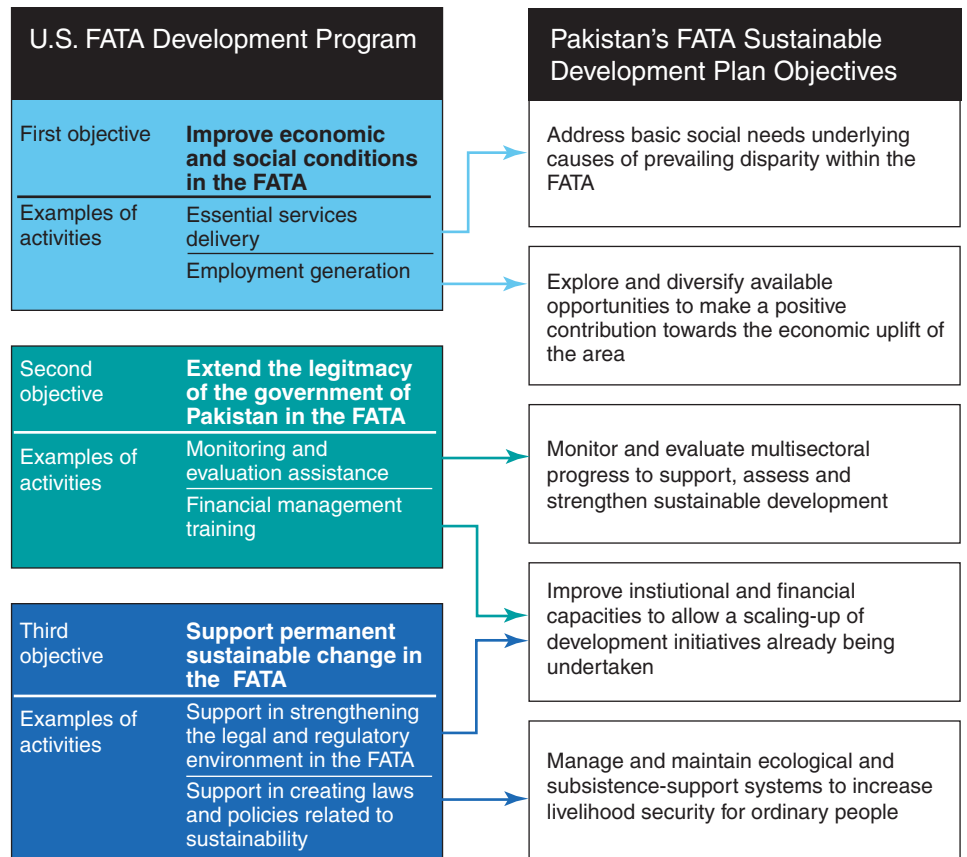 U.S. FATA Development Program
First objective
Improve economic
and social conditions
in the FATA
Examples of
activities
Essential services
delivery
Employment generation
Second
objective
Extend the legitmacy
of the government of
Pakistan in the FATA
Examples of
activities
Monitoring and
evaluation assistance
Financial management
training
Third
objective
Support permanent
sustainable change in
the FATA
Examples of
activities
Support in strengthening
the legal and regulatory
environment in the FATA
Support in creating laws
and policies related to
sustainability
Pakistan's FATA Sustainable
Development Plan Objectives
Address basic social needs underlying
causes of prevailing disparity within the
FATA
Explore and diversify available
opportunities to make a positive
contribution towards the economic uplift of
the area
Monitor and evaluate multisectoral
progress to support, assess and
strengthen sustainable development
Improve instiutional and financial
capacities to allow a scaling-up of
development initiatives already being
undertaken
Manage and maintain ecological and
subsistence-support systems to increase
livelihood security for ordinary people